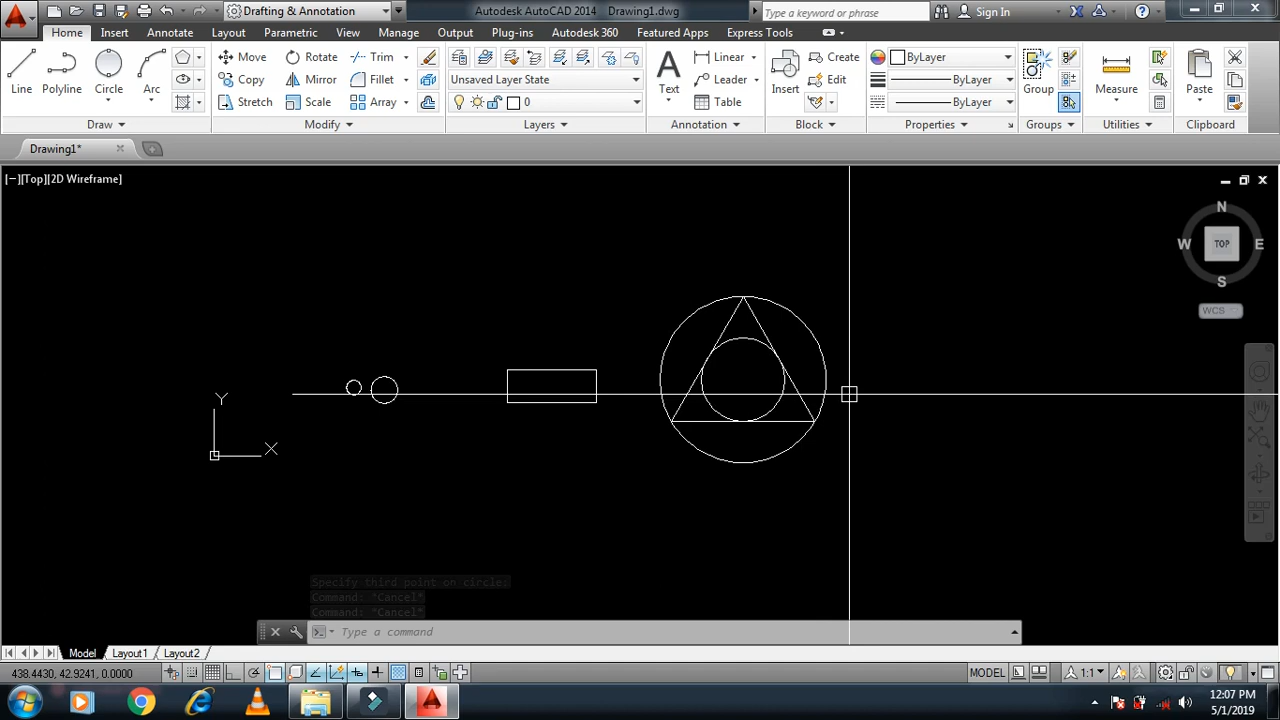 Drafting & Annotation
Autodesk AutoCAD 2014 Drawing1.dwg
Type a keyword or phrase
Sign In
Home Insert Annotate Layout Parametric View Manage Output Plug-ins Autodesk 360 Featured Apps Express Tools
Line Polyline Circle Arc
Move Rotate Trim
Copy Mirror Fillet
Stretch Scale Array
Unsaved Layer State
0
Text
Linear
Leader
Table
Insert
Create
Edit
ByLayer
ByLayer
ByLayer
Group
Measure
Paste
Draw Modify Layers Annotation Block Properties Groups Utilities Clipboard
Drawing1*
[−][Top][2D Wireframe]
N
W TOP E
S
WCS
Y
X
Specify third point on circle:
Command: *Cancel*
Command: *Cancel*
Type a command
Model Layout1 Layout2
438.4430, 42.9241, 0.0000
MODEL
1:1
12:07 PM
5/1/2019